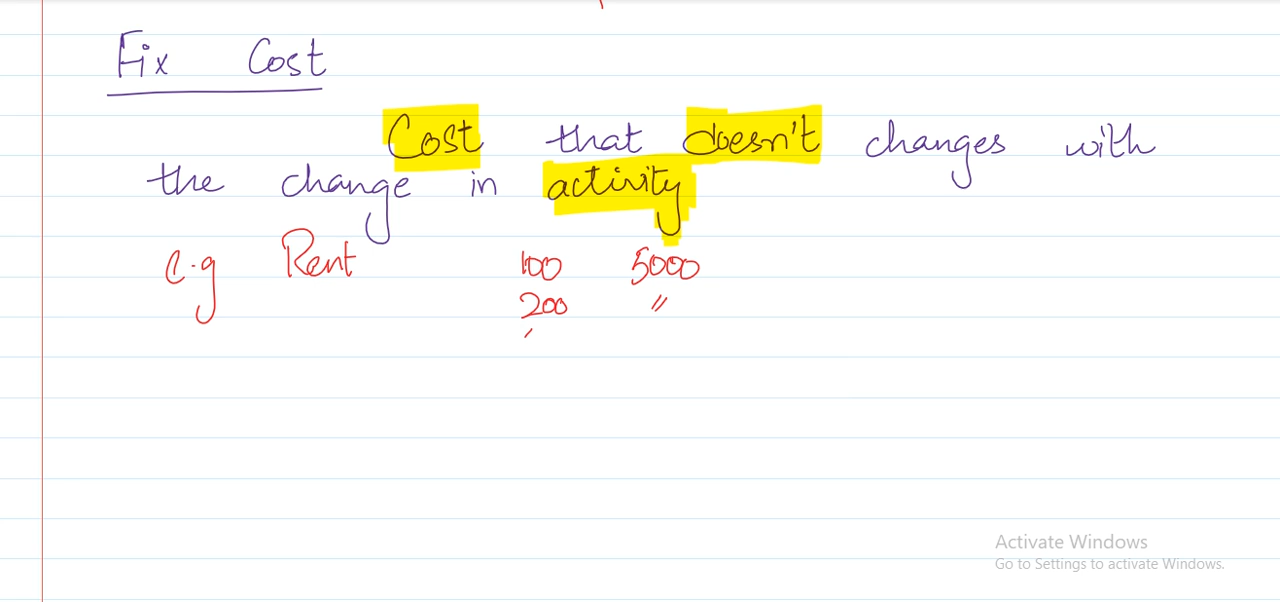 Fix Cost
Cost that doesn't changes with
the change in activity
e.g Rent 100 5000
200 "
Activate Windows
Go to Settings to activate Windows.